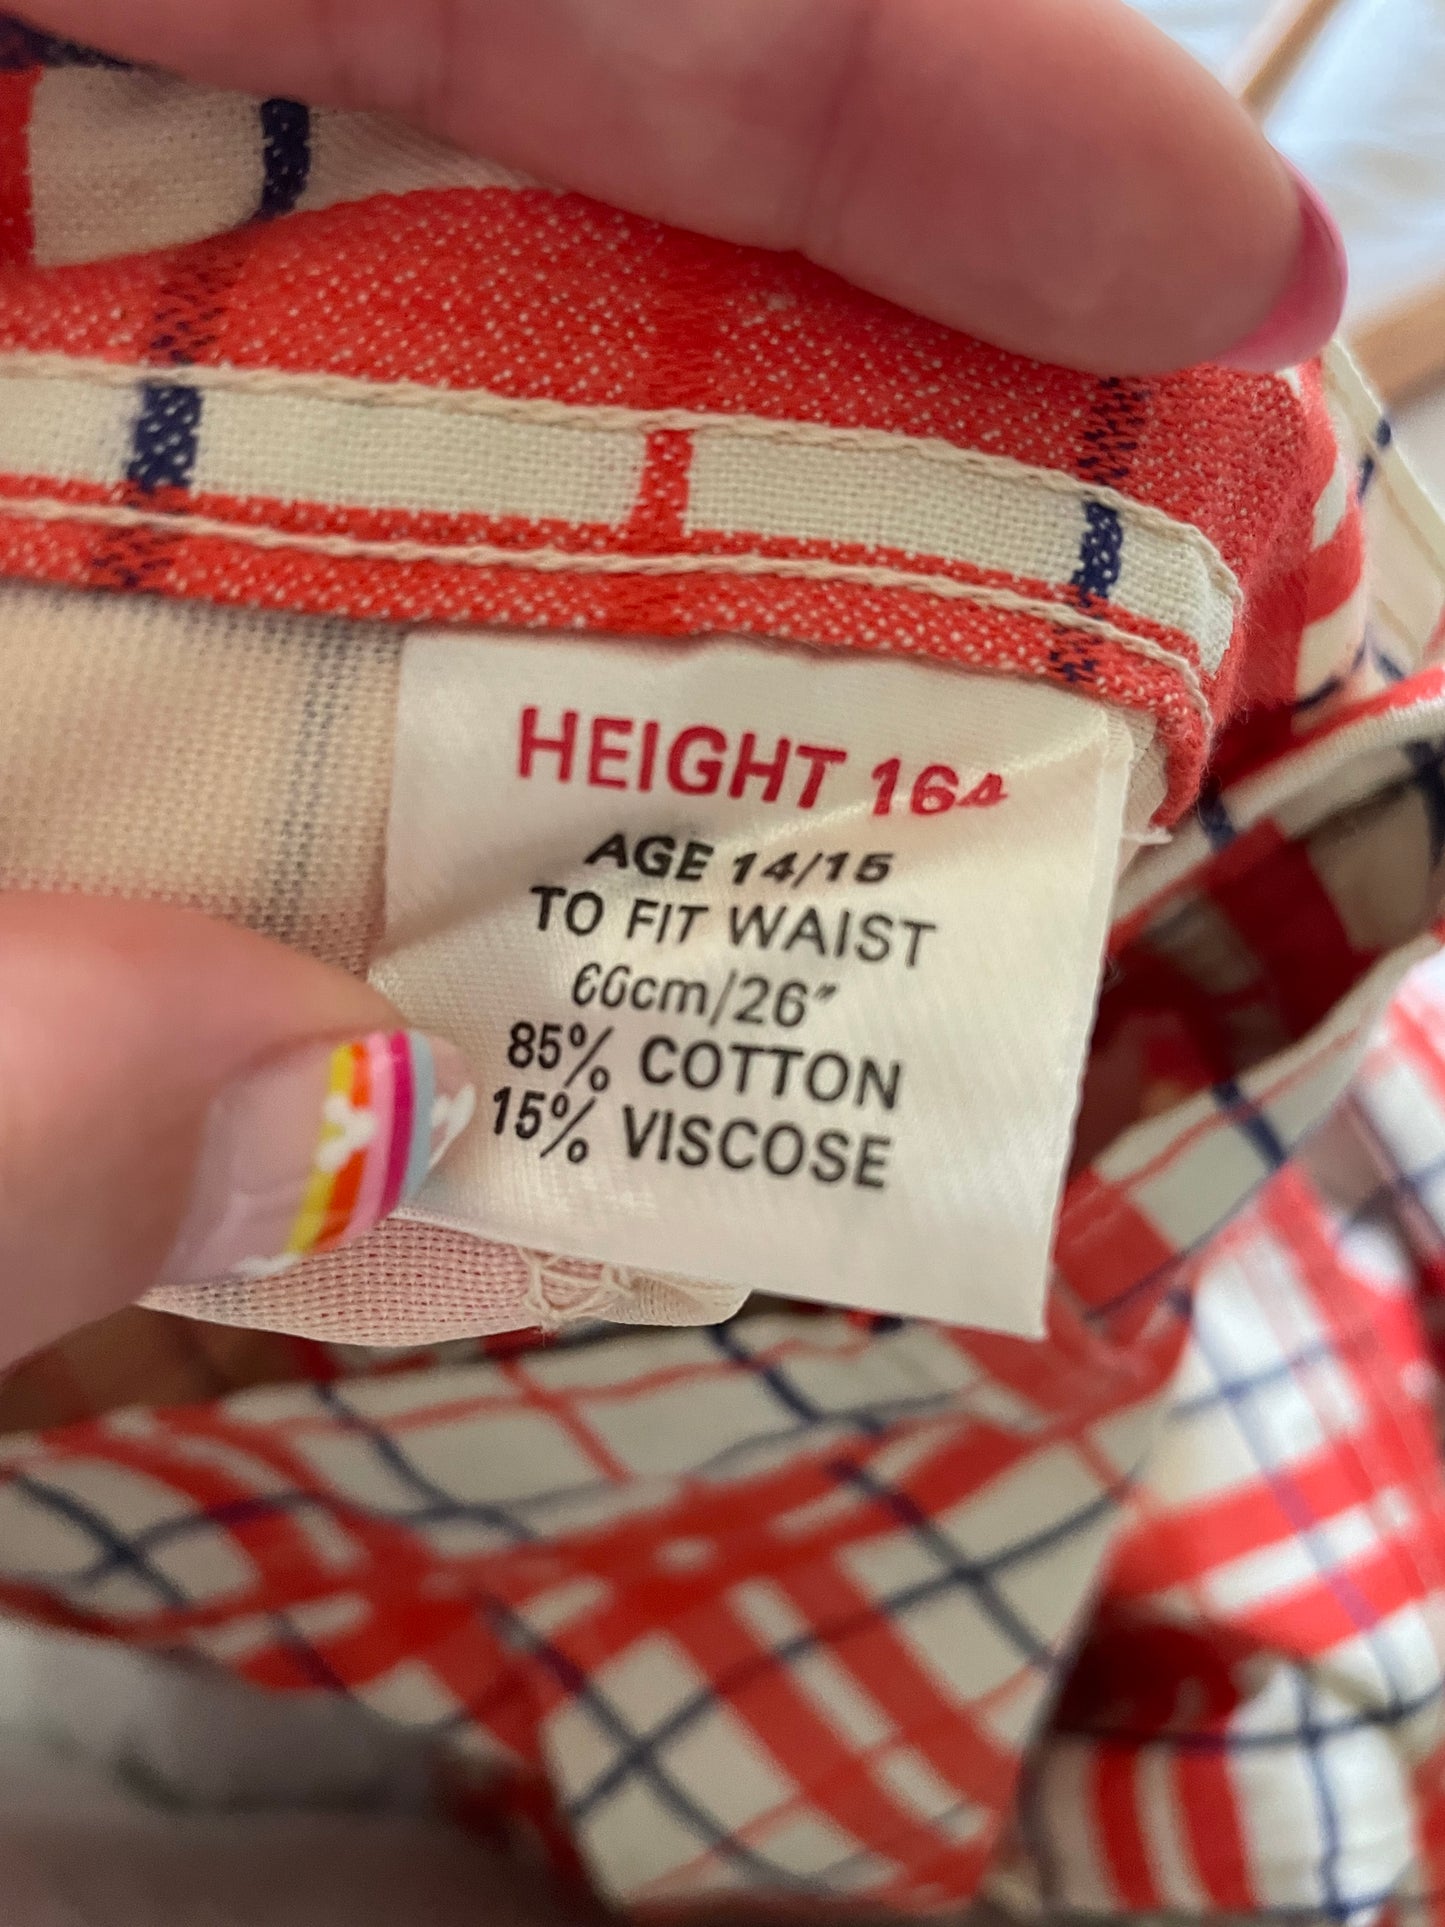 HEIGHT 164
AGE 14/15
TO FIT WAIST
66cm/26"
85% COTTON
15% VISCOSE